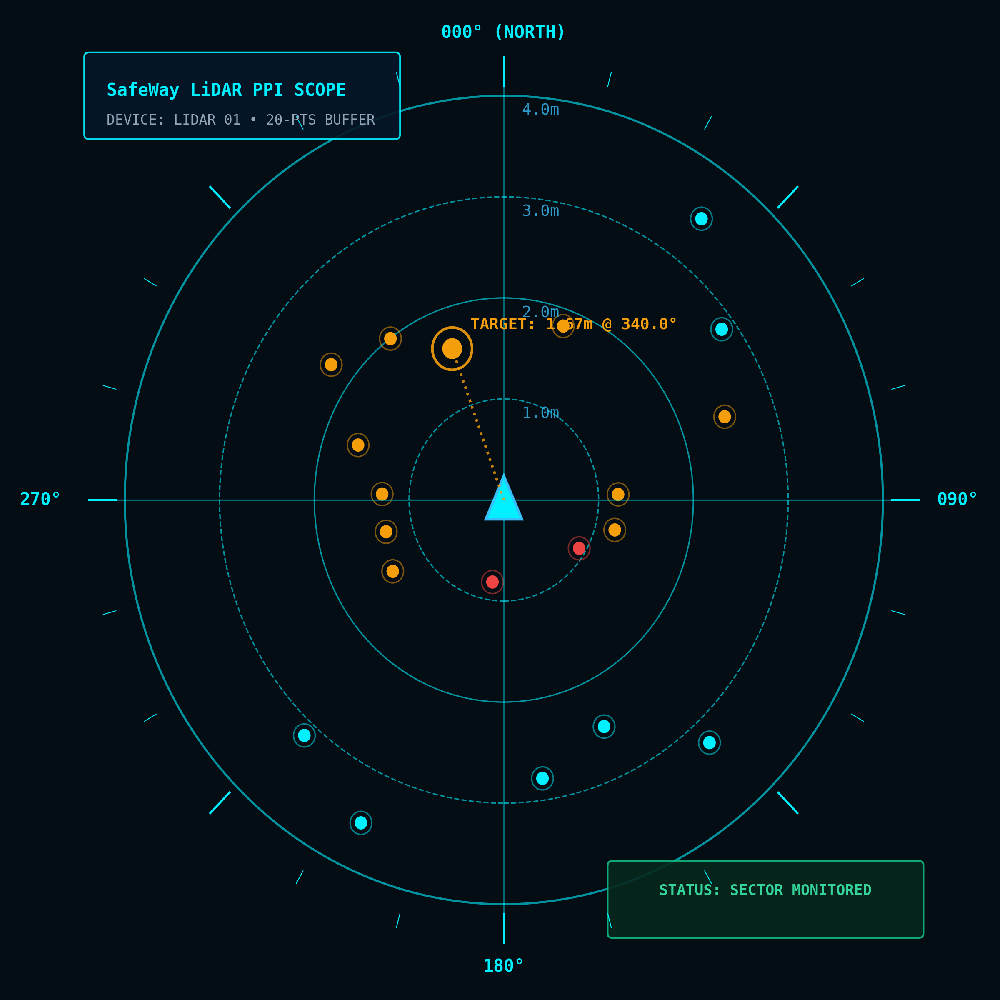 000° (NORTH)
SafeWay LiDAR PPI SCOPE
DEVICE: LIDAR_01 • 20-PTS BUFFER
4.0m
3.0m
2.0m
TARGET: 1.67m @ 340.0°
1.0m
270°
090°
STATUS: SECTOR MONITORED
180°